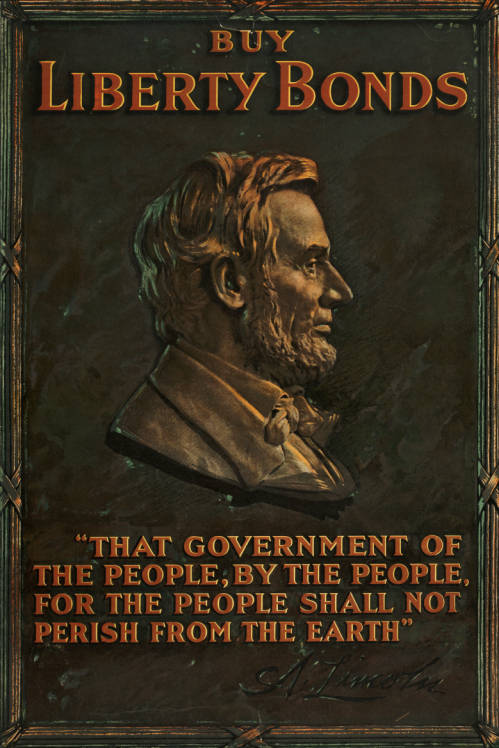 BUY
LIBERTY BONDS
"THAT GOVERNMENT OF
THE PEOPLE, BY THE PEOPLE,
FOR THE PEOPLE SHALL NOT
PERISH FROM THE EARTH"
A. Lincoln